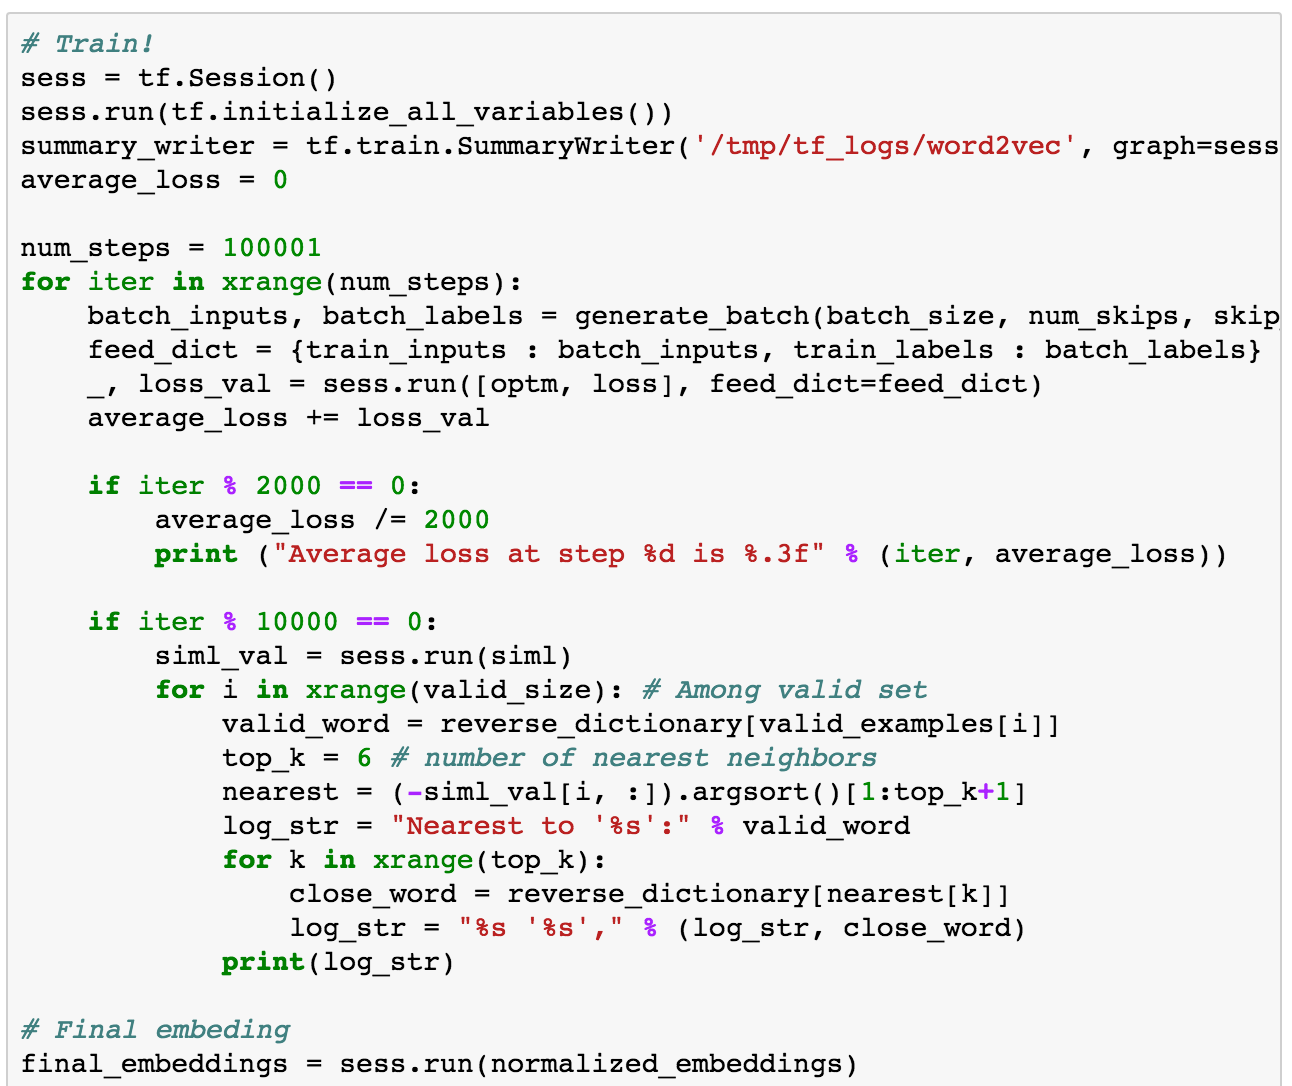 # Train!
sess = tf.Session()
sess.run(tf.initialize_all_variables())
summary_writer = tf.train.SummaryWriter('/tmp/tf_logs/word2vec', graph=sess
average_loss = 0

num_steps = 100001
for iter in xrange(num_steps):
    batch_inputs, batch_labels = generate_batch(batch_size, num_skips, skip
    feed_dict = {train_inputs : batch_inputs, train_labels : batch_labels}
    _, loss_val = sess.run([optm, loss], feed_dict=feed_dict)
    average_loss += loss_val

    if iter % 2000 == 0:
        average_loss /= 2000
        print ("Average loss at step %d is %.3f" % (iter, average_loss))

    if iter % 10000 == 0:
        siml_val = sess.run(siml)
        for i in xrange(valid_size): # Among valid set
            valid_word = reverse_dictionary[valid_examples[i]]
            top_k = 6 # number of nearest neighbors
            nearest = (-siml_val[i, :]).argsort()[1:top_k+1]
            log_str = "Nearest to '%s':" % valid_word
            for k in xrange(top_k):
                close_word = reverse_dictionary[nearest[k]]
                log_str = "%s '%s'," % (log_str, close_word)
            print(log_str)

# Final embeding
final_embeddings = sess.run(normalized_embeddings)